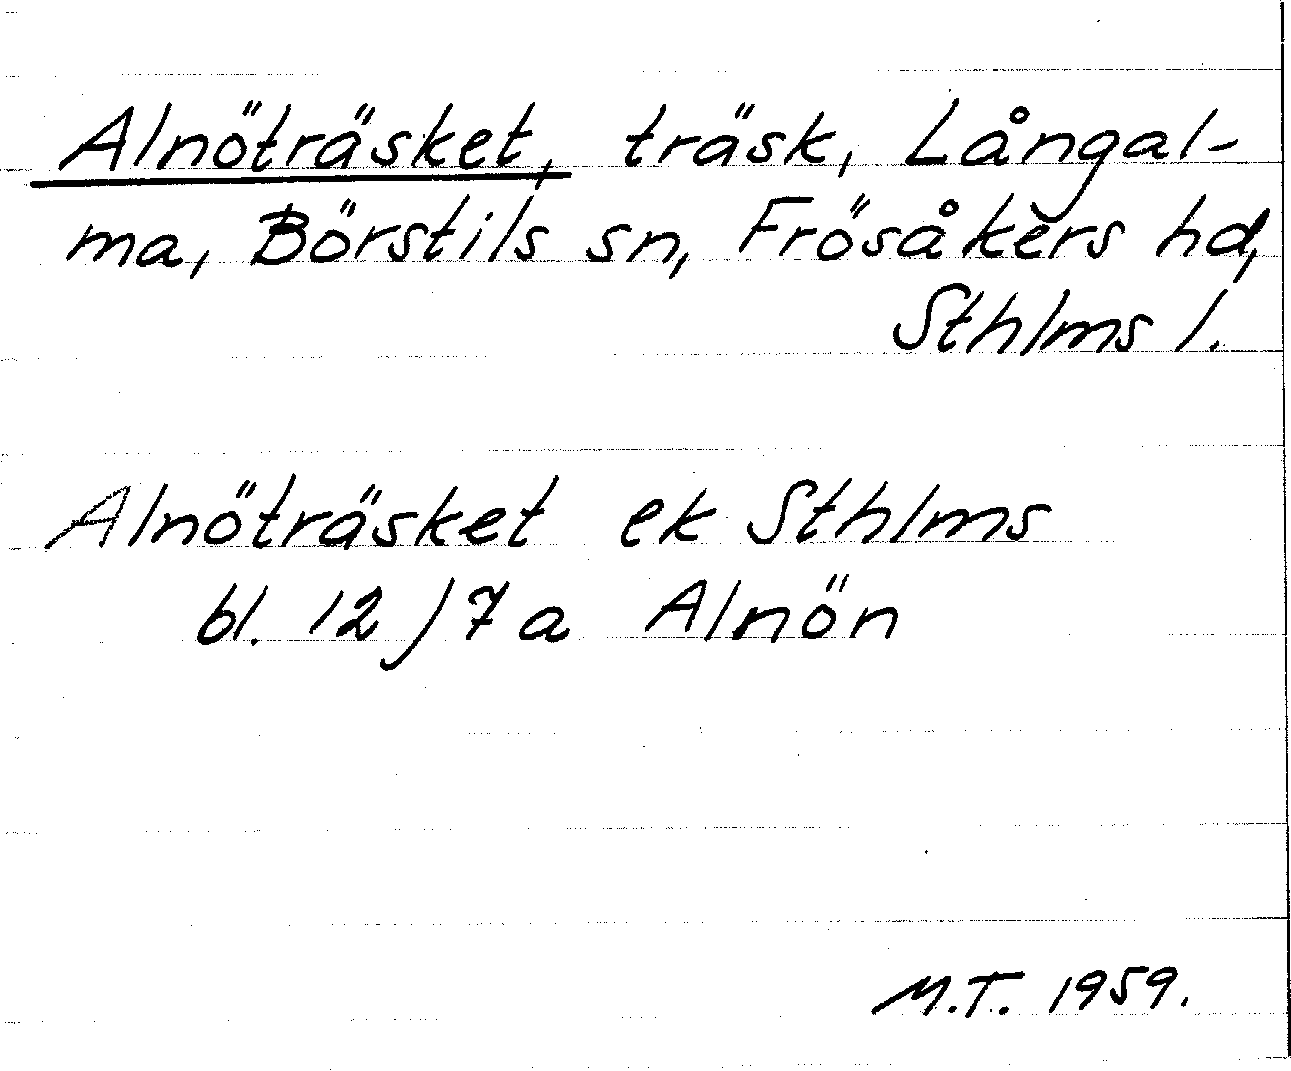 Alnöträsket, träsk, Långal-
ma, Börstils sn, Frösåkers hd,
Sthlms l.
Alnöträsket ek Sthlms
bl. 12 J 7 a Alnön
M.T. 1959.